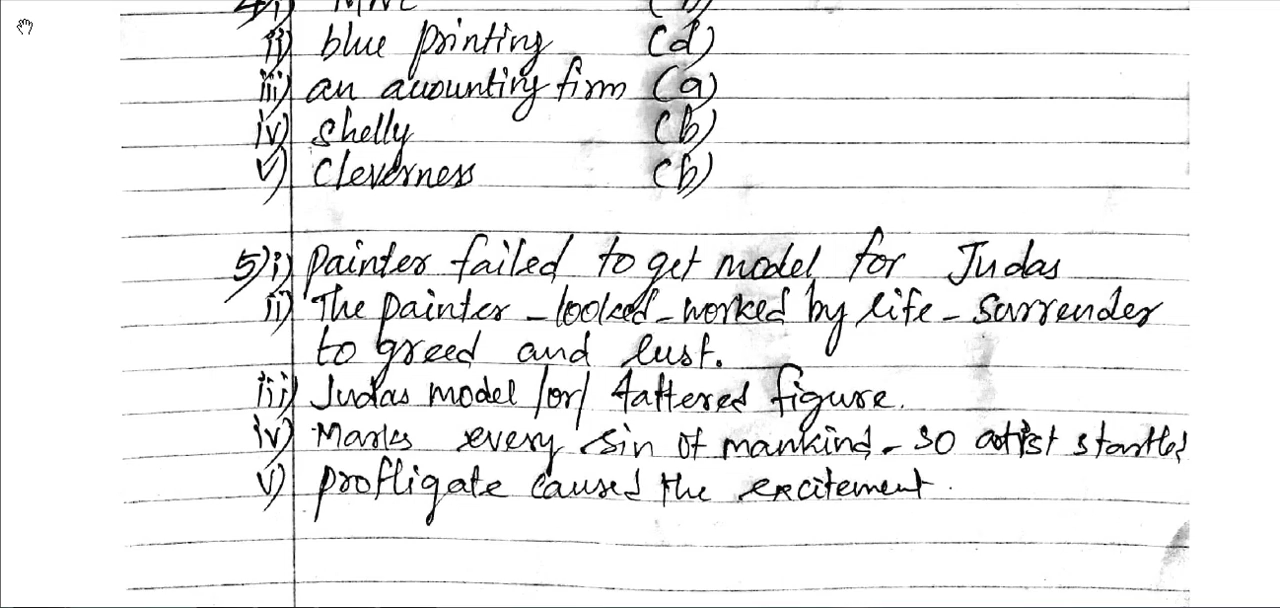 4) i) MNC (b)
ii) blue printing (d)
iii) an accounting firm (a)
iv) shelly (b)
v) cleverness (b)
5) i) painter failed to get model for Judas
ii) The painter - looked - worked by life - surrender
to greed and lust.
iii) Judas model /or/ tattered figure.
iv) Marks every sin of mankind - so artist startled
v) profligate caused the excitement.